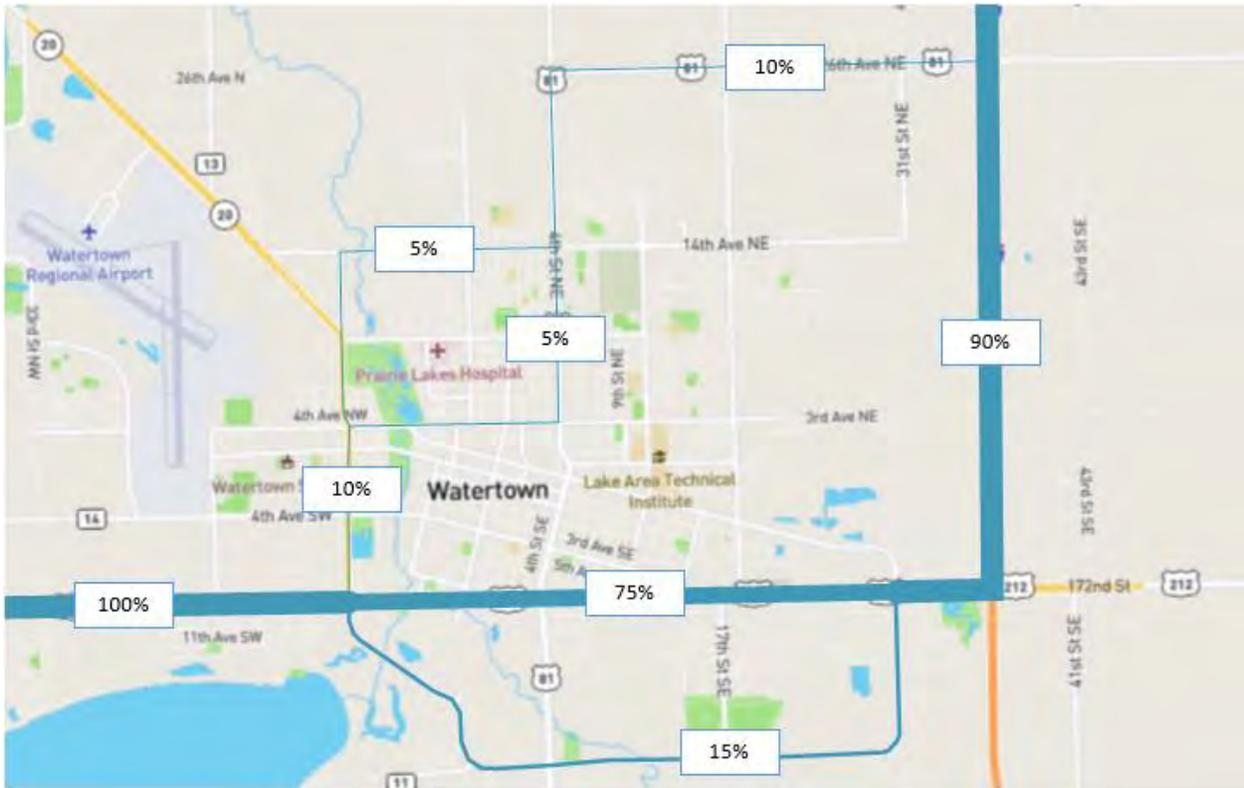 20
26th Ave N
81
81
10%
6th Ave NE
81
13
31st St NE
20
5%
14th Ave NE
4th St NE
43rd St SE
Watertown
Regional Airport
5%
90%
Prairie Lakes Hospital
9th St NE
4th Ave NW
3rd Ave NE
Watertown S
10%
Watertown
Lake Area Technical
Institute
14
4th Ave SW
4th St SE
3rd Ave SE
5th A
100%
75%
212
172nd St
212
11th Ave SW
17th St SE
41st St SE
81
15%
11